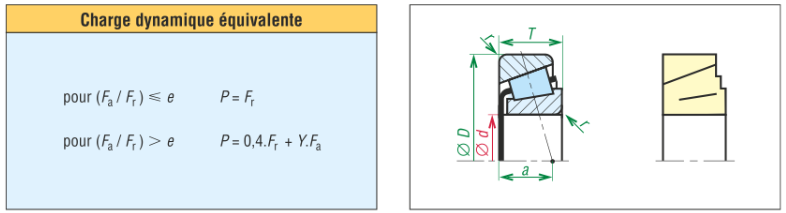 Charge dynamique équivalente
pour (Fa / Fr) ≤ e P = Fr
pour (Fa / Fr) > e P = 0,4.Fr + Y.Fa
r T
Ø D Ø d r
a